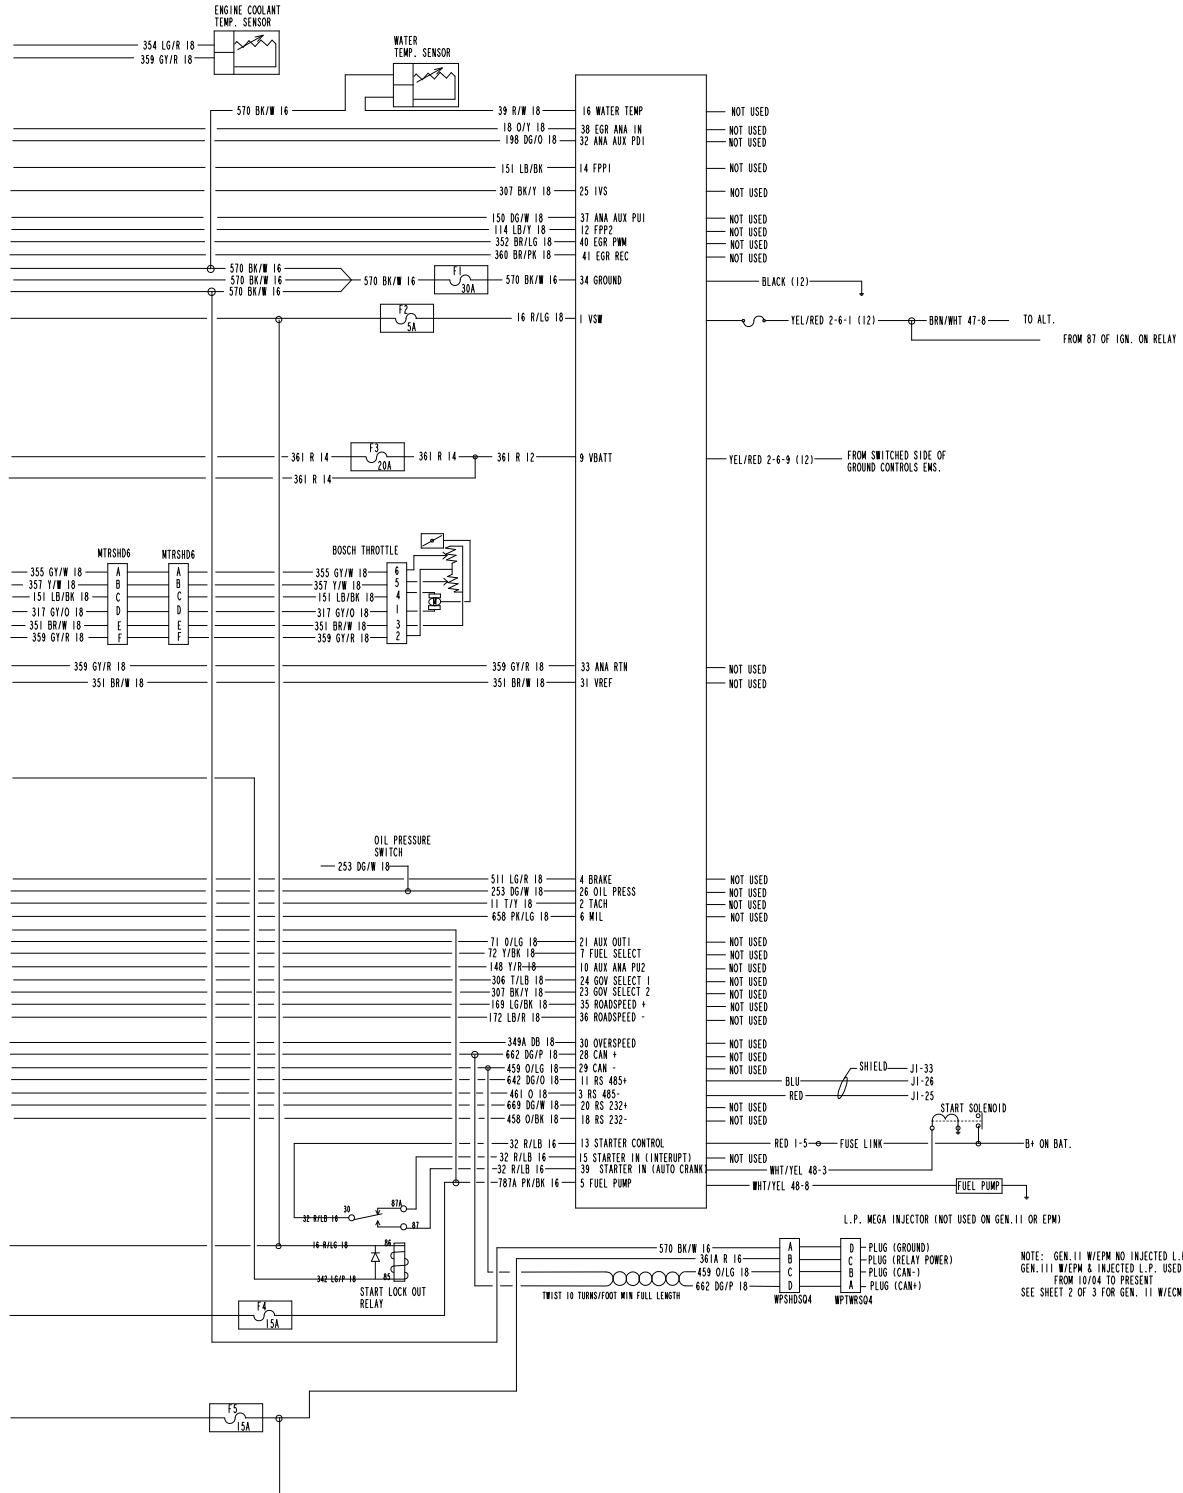 ENGINE COOLANT
TEMP. SENSOR
354 LG/R 18
359 GY/R 18
WATER
TEMP. SENSOR
570 BK/W 16
39 R/W 18
16 WATER TEMP
NOT USED
18 O/Y 18
38 EGR ANA IN
NOT USED
198 DG/O 18
32 ANA AUX PD1
NOT USED
151 LB/BK
14 FPP1
NOT USED
307 BK/Y 18
25 IVS
NOT USED
150 DG/W 18
37 ANA AUX PU1
NOT USED
114 LB/Y 18
12 FPP2
NOT USED
352 BR/LG 18
40 EGR PWM
NOT USED
360 BR/PK 18
41 EGR REC
NOT USED
570 BK/W 16
570 BK/W 16
570 BK/W 16
570 BK/W 16
F1
30A
570 BK/W 16
34 GROUND
BLACK (12)
F2
5A
16 R/LG 18
1 VSW
YEL/RED 2-6-1 (12)
BRN/WHT 47-8
TO ALT.
FROM 87 OF IGN. ON RELAY
361 R 14
F3
20A
361 R 14
361 R 12
9 VBATT
YEL/RED 2-6-9 (12)
FROM SWITCHED SIDE OF
GROUND CONTROLS EMS.
361 R 14
MTRSHD6
MTRSHD6
BOSCH THROTTLE
355 GY/W 18
A
A
355 GY/W 18
6
357 Y/W 18
B
B
357 Y/W 18
5
151 LB/BK 18
C
C
151 LB/BK 18
4
317 GY/O 18
D
D
317 GY/O 18
1
M
351 BR/W 18
E
E
351 BR/W 18
3
359 GY/R 18
F
F
359 GY/R 18
2
359 GY/R 18
359 GY/R 18
33 ANA RTN
NOT USED
351 BR/W 18
351 BR/W 18
31 VREF
NOT USED
OIL PRESSURE
SWITCH
253 DG/W 18
511 LG/R 18
4 BRAKE
NOT USED
253 DG/W 18
26 OIL PRESS
NOT USED
11 T/Y 18
2 TACH
NOT USED
658 PK/LG 18
6 MIL
NOT USED
71 O/LG 18
21 AUX OUT1
NOT USED
72 Y/BK 18
7 FUEL SELECT
NOT USED
148 Y/R 18
10 AUX ANA PU2
NOT USED
306 T/LB 18
24 GOV SELECT 1
NOT USED
307 BK/Y 18
23 GOV SELECT 2
NOT USED
169 LG/BK 18
35 ROADSPEED +
NOT USED
172 LB/R 18
36 ROADSPEED -
NOT USED
349A DB 18
30 OVERSPEED
NOT USED
662 DG/P 18
28 CAN +
NOT USED
459 O/LG 18
29 CAN -
NOT USED
SHIELD
J1-33
642 DG/O 18
11 RS 485+
BLU
J1-26
461 O 18
3 RS 485-
RED
J1-25
669 DG/W 18
20 RS 232+
NOT USED
START SOLENOID
458 O/BK 18
18 RS 232-
NOT USED
32 R/LB 16
13 STARTER CONTROL
RED 1-5
FUSE LINK
B+ ON BAT.
32 R/LB 16
15 STARTER IN (INTERUPT)
NOT USED
32 R/LB 16
39 STARTER IN (AUTO CRANK)
WHT/YEL 48-3
787A PK/BK 16
5 FUEL PUMP
WHT/YEL 48-8
FUEL PUMP
32 R/LB 16
30
87A
87
L.P. MEGA INJECTOR (NOT USED ON GEN.II OR EPM)
16 R/LG 18
86
342 LG/P 18
85
START LOCK OUT
RELAY
570 BK/W 16
A
D
PLUG (GROUND)
361A R 16
B
C
PLUG (RELAY POWER)
459 O/LG 18
C
B
PLUG (CAN-)
662 DG/P 18
D
A
PLUG (CAN+)
TWIST 10 TURNS/FOOT MIN FULL LENGTH
WPSHDSQ4
WPTWRSQ4
NOTE: GEN.II W/EPM NO INJECTED L.
GEN.III W/EPM & INJECTED L.P. USED
FROM 10/04 TO PRESENT
SEE SHEET 2 OF 3 FOR GEN. II W/ECM
F4
15A
F5
15A